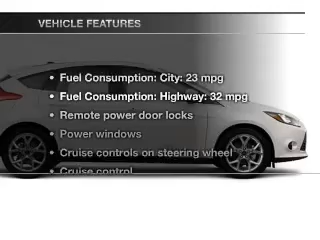 VEHICLE FEATURES
• Fuel Consumption: City: 23 mpg
• Fuel Consumption: Highway: 32 mpg
• Remote power door locks
• Power windows
• Cruise controls on steering wheel
• Cruise control